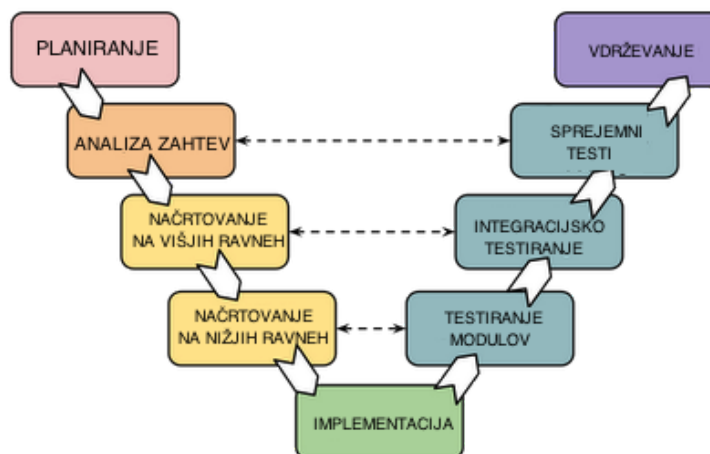 PLANIRANJE
VDRŽEVANJE
ANALIZA ZAHTEV
SPREJEMNI
TESTI
NAČRTOVANJE
NA VIŠJIH RAVNEH
INTEGRACIJSKO
TESTIRANJE
NAČRTOVANJE
NA NIŽJIH RAVNEH
TESTIRANJE
MODULOV
IMPLEMENTACIJA